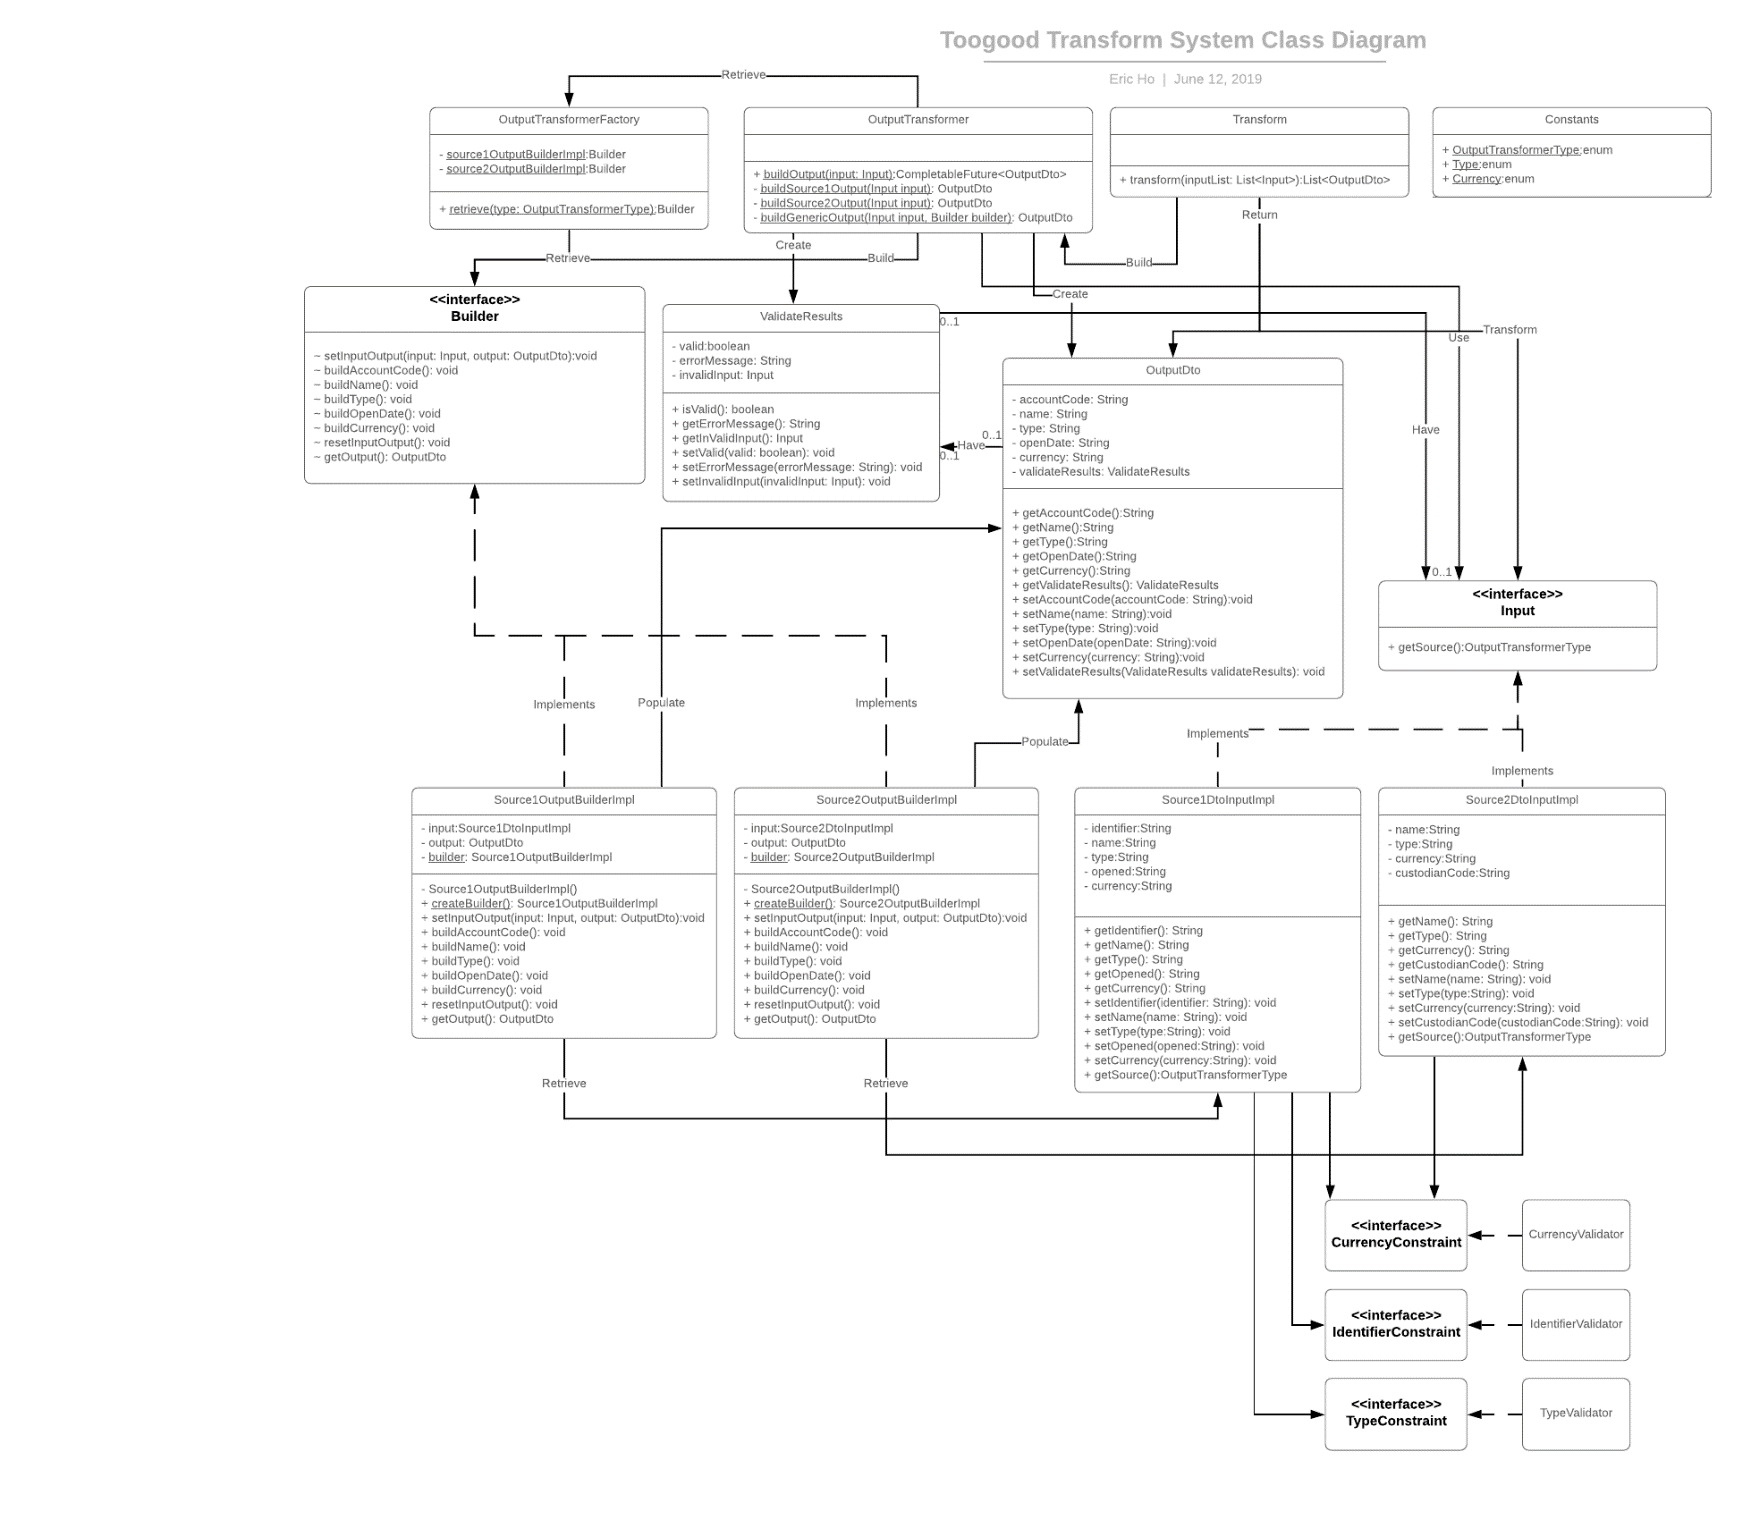 Toogood Transform System Class Diagram
Eric Ho | June 12, 2019
Retrieve
OutputTransformerFactory
- source1OutputBuilderImpl:Builder
- source2OutputBuilderImpl:Builder
+ retrieve(type: OutputTransformerType):Builder
OutputTransformer
+ buildOutput(input: Input):CompletableFuture<OutputDto>
- buildSource1Output(Input input): OutputDto
- buildSource2Output(Input input): OutputDto
- buildGenericOutput(Input input, Builder builder): OutputDto
Transform
+ transform(inputList: List<Input>):List<OutputDto>
Constants
+ OutputTransformerType:enum
+ Type:enum
+ Currency:enum
Retrieve
Create
Build
Build
Return
Create
Transform
Use
<<interface>>
Builder
~ setInputOutput(input: Input, output: OutputDto):void
~ buildAccountCode(): void
~ buildName(): void
~ buildType(): void
~ buildOpenDate(): void
~ buildCurrency(): void
~ resetInputOutput(): void
~ getOutput(): OutputDto
ValidateResults
- valid:boolean
- errorMessage: String
- invalidInput: Input
+ isValid(): boolean
+ getErrorMessage(): String
+ getInValidInput(): Input
+ setValid(valid: boolean): void
+ setErrorMessage(errorMessage: String): void
+ setInvalidInput(invalidInput: Input): void
0..1
0..1
Have
0..1
OutputDto
- accountCode: String
- name: String
- type: String
- openDate: String
- currency: String
- validateResults: ValidateResults
+ getAccountCode():String
+ getName():String
+ getType():String
+ getOpenDate():String
+ getCurrency():String
+ getValidateResults(): ValidateResults
+ setAccountCode(accountCode: String):void
+ setName(name: String):void
+ setType(type: String):void
+ setOpenDate(openDate: String):void
+ setCurrency(currency: String):void
+ setValidateResults(ValidateResults validateResults): void
Have
0..1
<<interface>>
Input
+ getSource():OutputTransformerType
Implements
Populate
Implements
Populate
Implements
Implements
Source1OutputBuilderImpl
- input:Source1DtoInputImpl
- output: OutputDto
- builder: Source1OutputBuilderImpl
- Source1OutputBuilderImpl()
+ createBuilder(): Source1OutputBuilderImpl
+ setInputOutput(input: Input, output: OutputDto):void
+ buildAccountCode(): void
+ buildName(): void
+ buildType(): void
+ buildOpenDate(): void
+ buildCurrency(): void
+ resetInputOutput(): void
+ getOutput(): OutputDto
Source2OutputBuilderImpl
- input:Source2DtoInputImpl
- output: OutputDto
- builder: Source2OutputBuilderImpl
- Source2OutputBuilderImpl()
+ createBuilder(): Source2OutputBuilderImpl
+ setInputOutput(input: Input, output: OutputDto):void
+ buildAccountCode(): void
+ buildName(): void
+ buildType(): void
+ buildOpenDate(): void
+ buildCurrency(): void
+ resetInputOutput(): void
+ getOutput(): OutputDto
Source1DtoInputImpl
- identifier:String
- name:String
- type:String
- opened:String
- currency:String
+ getIdentifier(): String
+ getName(): String
+ getType(): String
+ getOpened(): String
+ getCurrency(): String
+ setIdentifier(identifier: String): void
+ setName(name: String): void
+ setType(type:String): void
+ setOpened(opened:String): void
+ setCurrency(currency:String): void
+ getSource():OutputTransformerType
Source2DtoInputImpl
- name:String
- type:String
- currency:String
- custodianCode:String
+ getName(): String
+ getType(): String
+ getCurrency(): String
+ getCustodianCode(): String
+ setName(name: String): void
+ setType(type:String): void
+ setCurrency(currency:String): void
+ setCustodianCode(custodianCode:String): void
+ getSource():OutputTransformerType
Retrieve
Retrieve
<<interface>>
CurrencyConstraint
CurrencyValidator
<<interface>>
IdentifierConstraint
IdentifierValidator
<<interface>>
TypeConstraint
TypeValidator